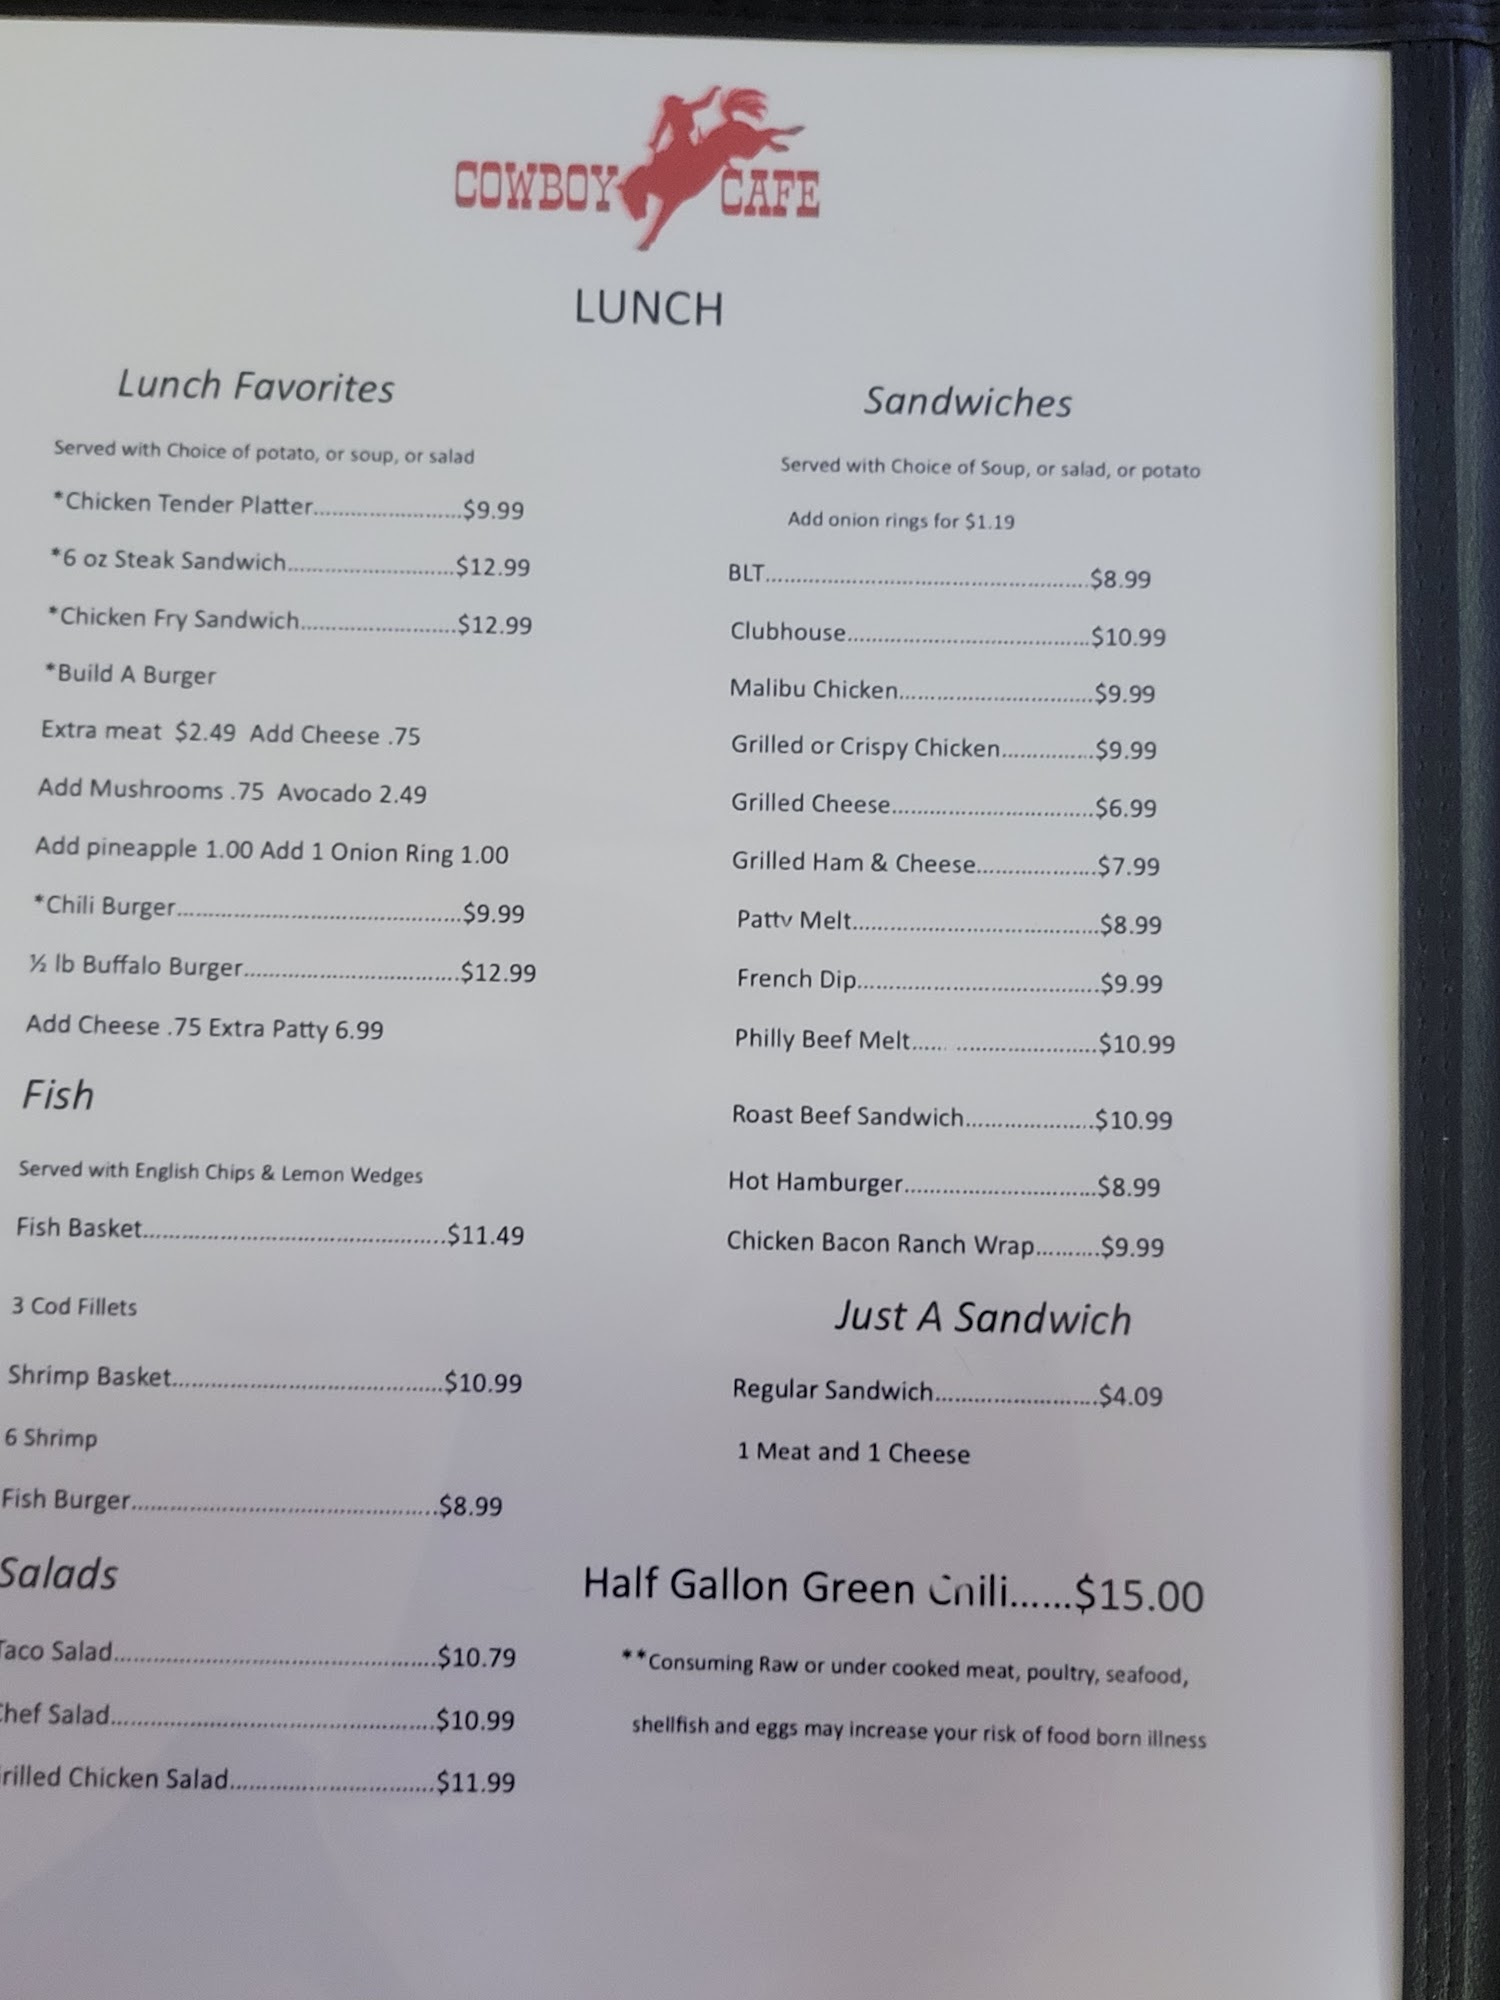 COWBOY CAFE
LUNCH
Lunch Favorites
Served with Choice of potato, or soup, or salad
*Chicken Tender Platter........................$9.99
*6 oz Steak Sandwich...........................$12.99
*Chicken Fry Sandwich.........................$12.99
*Build A Burger
Extra meat $2.49 Add Cheese .75
Add Mushrooms .75 Avocado 2.49
Add pineapple 1.00 Add 1 Onion Ring 1.00
*Chili Burger..............................................$9.99
½ lb Buffalo Burger...................................$12.99
Add Cheese .75 Extra Patty 6.99
Fish
Served with English Chips & Lemon Wedges
Fish Basket.................................................$11.49
3 Cod Fillets
Shrimp Basket............................................$10.99
6 Shrimp
Fish Burger..................................................$8.99
Salads
Taco Salad....................................................$10.79
Chef Salad.....................................................$10.99
Grilled Chicken Salad.................................$11.99
Sandwiches
Served with Choice of Soup, or salad, or potato
Add onion rings for $1.19
BLT....................................................$8.99
Clubhouse.......................................$10.99
Malibu Chicken...............................$9.99
Grilled or Crispy Chicken...............$9.99
Grilled Cheese.................................$6.99
Grilled Ham & Cheese....................$7.99
Patty Melt........................................$8.99
French Dip.......................................$9.99
Philly Beef Melt...... .......................$10.99
Roast Beef Sandwich.....................$10.99
Hot Hamburger...............................$8.99
Chicken Bacon Ranch Wrap..........$9.99
Just A Sandwich
Regular Sandwich..........................$4.09
1 Meat and 1 Cheese
Half Gallon Green Chili......$15.00
**Consuming Raw or under cooked meat, poultry, seafood,
shellfish and eggs may increase your risk of food born illness